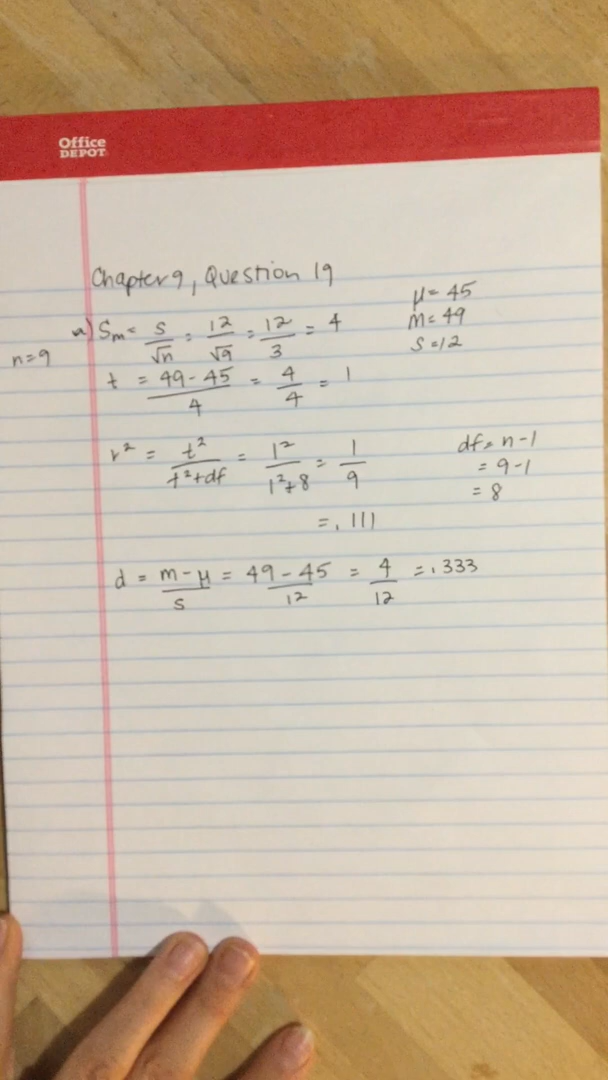 Office
DEPOT
Chapter 9, Question 19
μ = 45
M = 49
S = 12
n = 9
a) Sm = s/√n = 12/√9 = 12/3 = 4
t = 49 - 45/4 = 4/4 = 1
r² = t²/t²+df = 1²/1²+8 = 1/9
= .111
df = n-1
= 9-1
= 8
d = m-μ/s = 49-45/12 = 4/12 = .333